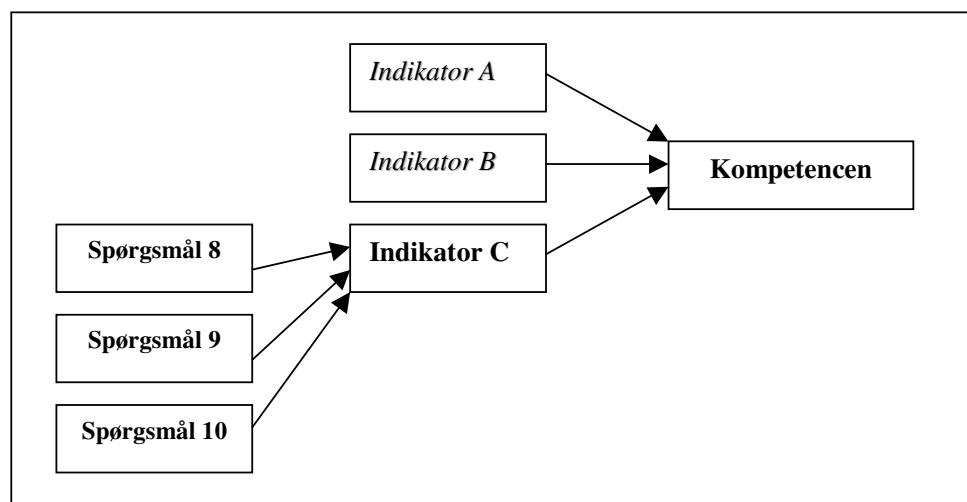 Indikator A
Indikator B
Kompetencen
Spørgsmål 8
Indikator C
Spørgsmål 9
Spørgsmål 10